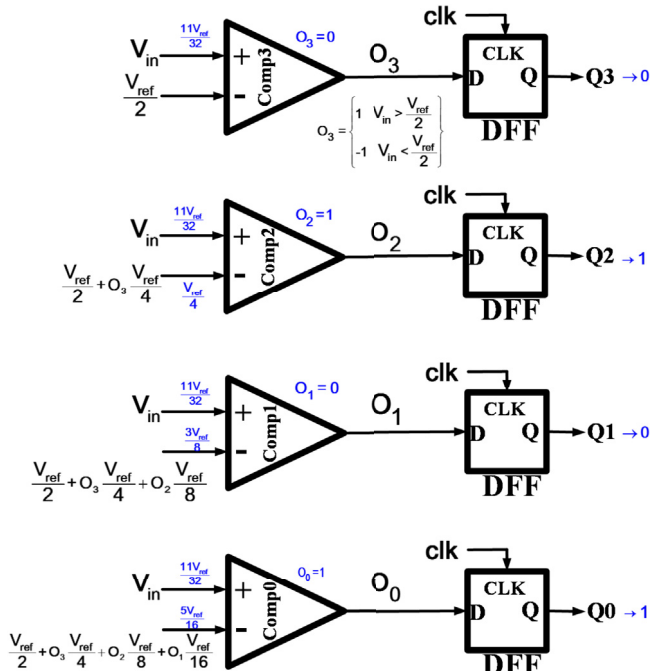 clk
11Vref/32
O3=0
Vin
+
CLK
O3
D Q
Q3 →0
Vref/2
-
Comp3
DFF
O3 = { 1 Vin > Vref/2
-1 Vin < Vref/2 }
clk
11Vref/32
O2=1
Vin
+
CLK
O2
D Q
Q2 →1
Vref/2 +O3 Vref/4
Vref/4
-
Comp2
DFF
clk
11Vref/32
O1=0
Vin
+
CLK
O1
D Q
Q1 →0
3Vref/8
-
Comp1
Vref/2 +O3 Vref/4 +O2 Vref/8
DFF
clk
11Vref/32
O0=1
Vin
+
CLK
O0
D Q
Q0 →1
5Vref/16
-
Comp0
Vref/2 +O3 Vref/4 +O2 Vref/8 +O1 Vref/16
DFF